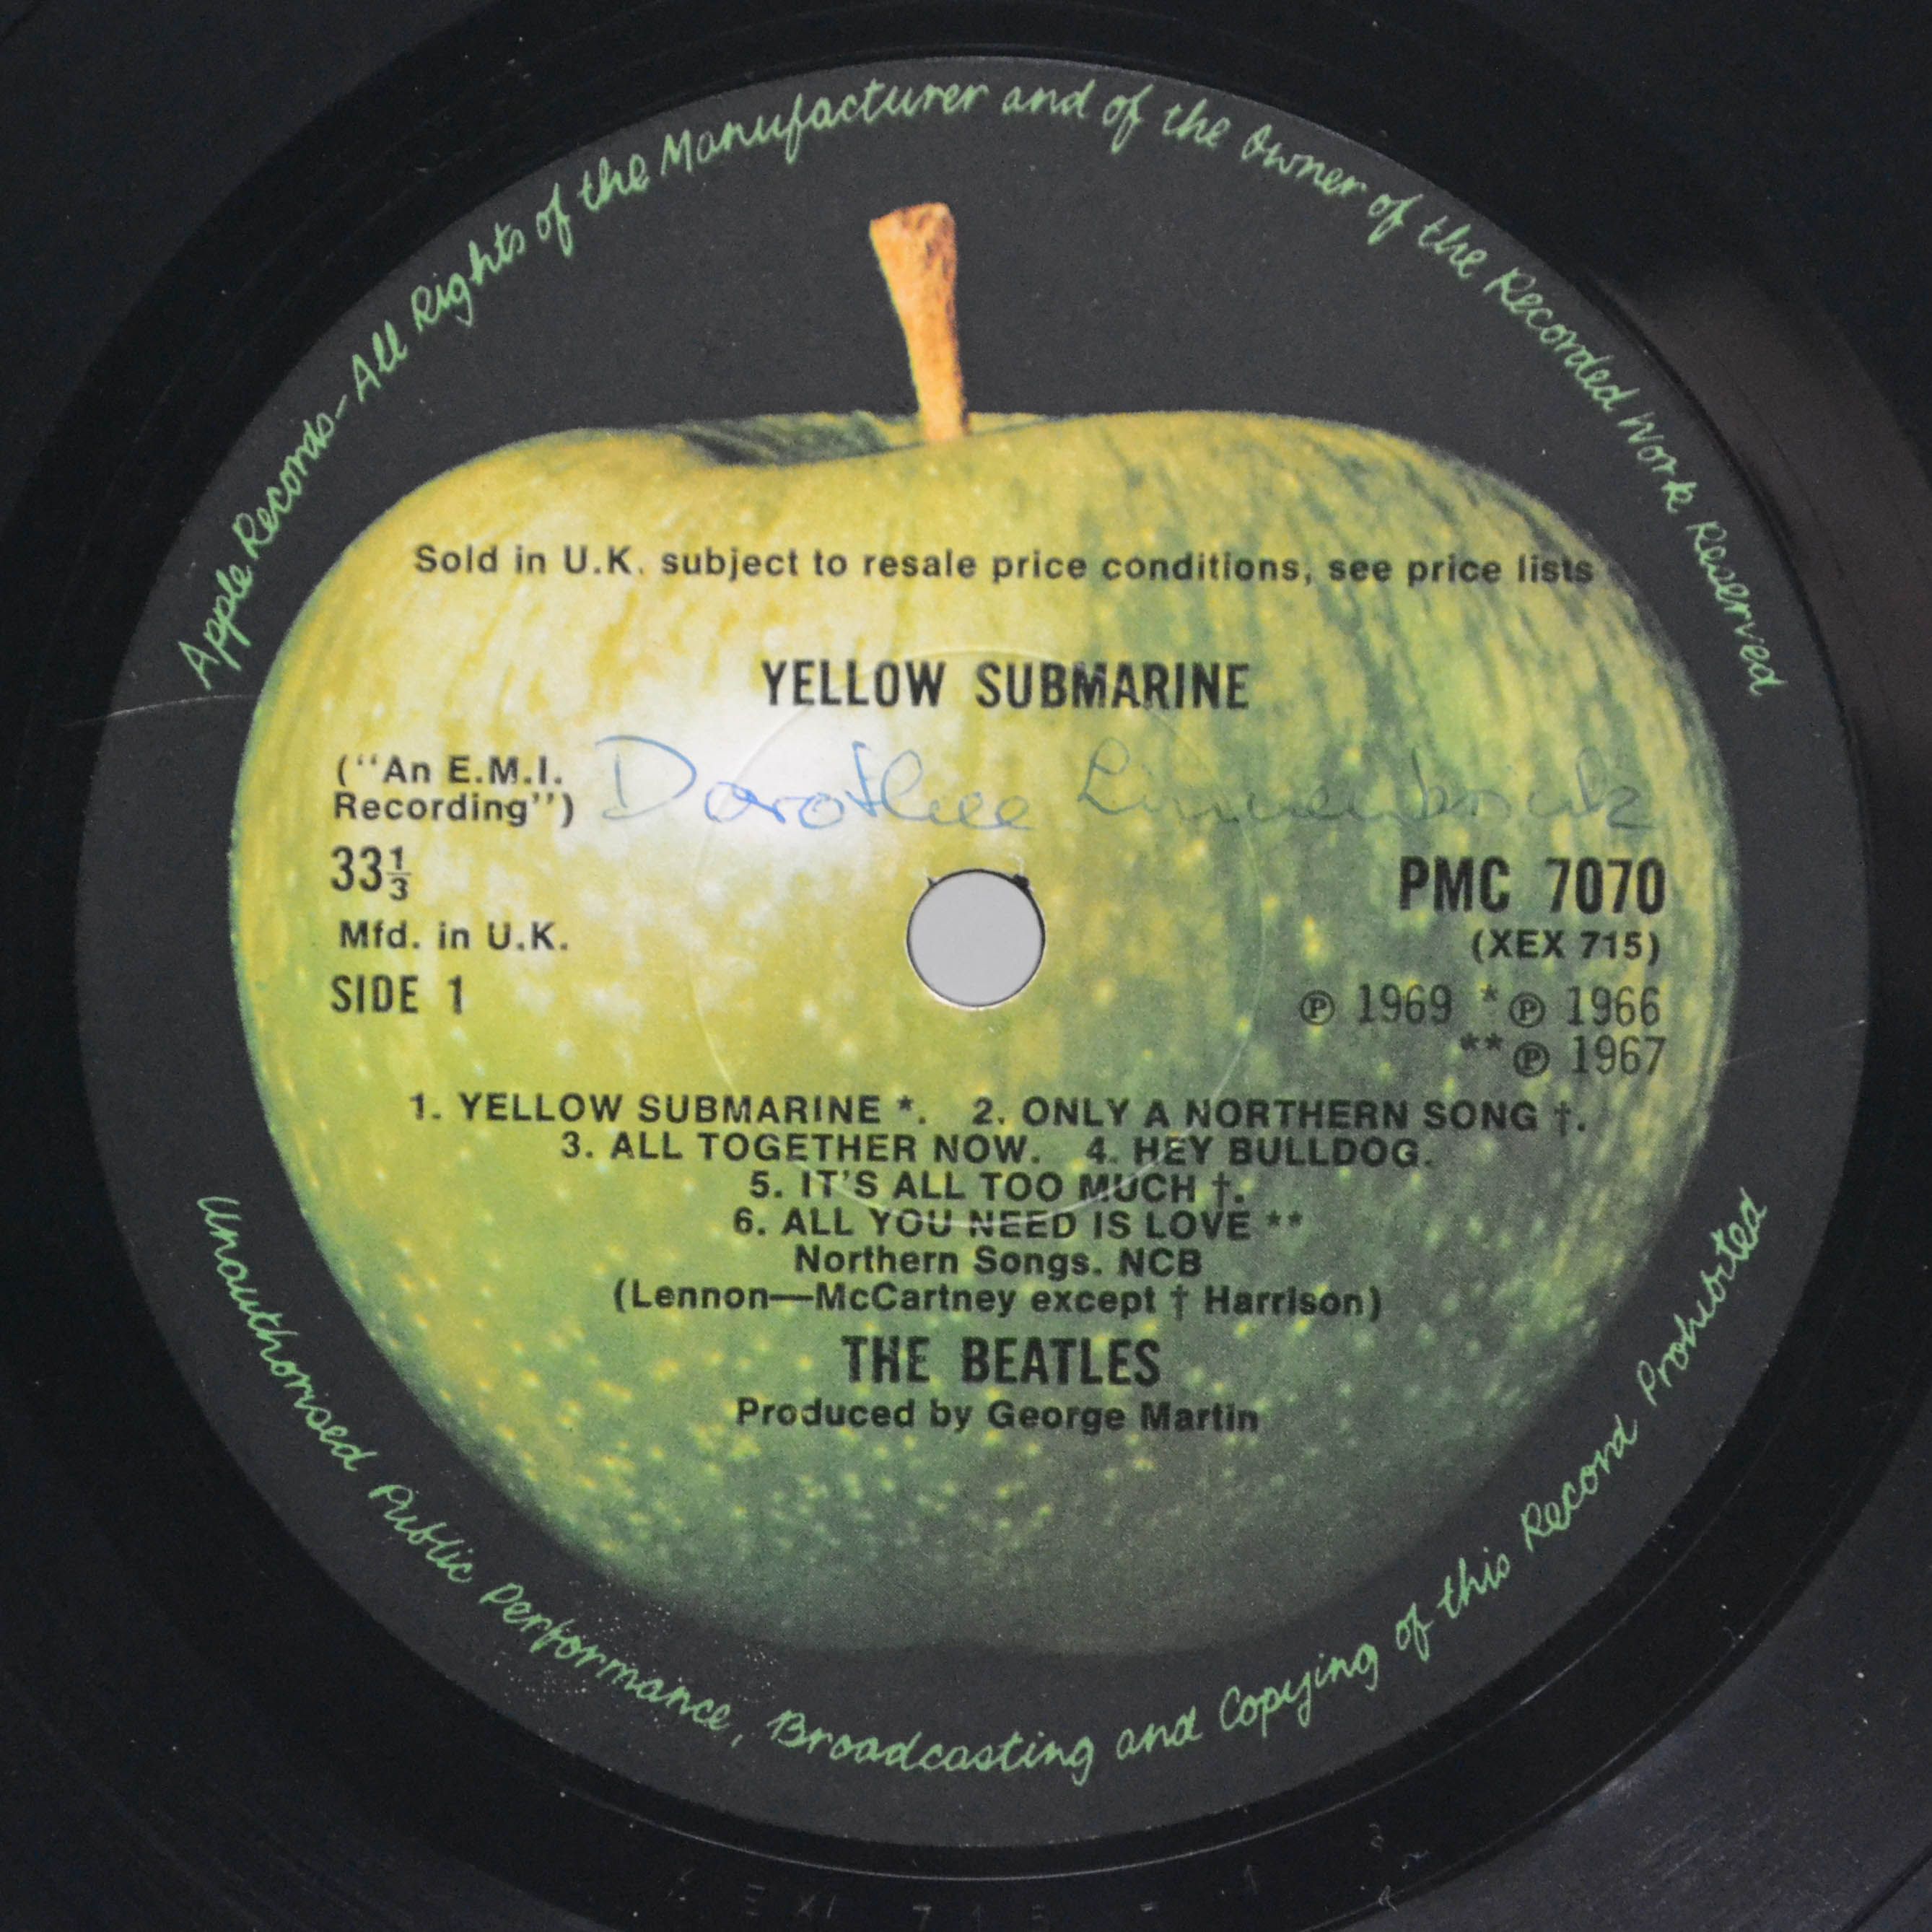 Apple Records - All Rights of the Manufacturer and of the Owner of the Recorded Work Reserved
Sold in U.K. subject to resale price conditions, see price lists
YELLOW SUBMARINE
(“An E.M.I.
Recording”)
Dorothee
33⅓
Mfd. in U.K.
SIDE 1
PMC 7070
(XEX 715)
℗ 1969 * ℗ 1966
** ℗ 1967
1. YELLOW SUBMARINE *. 2. ONLY A NORTHERN SONG †.
3. ALL TOGETHER NOW. 4. HEY BULLDOG.
5. IT'S ALL TOO MUCH †.
6. ALL YOU NEED IS LOVE **
Northern Songs. NCB
(Lennon—McCartney except † Harrison)
THE BEATLES
Produced by George Martin
Unauthorised Public Performance, Broadcasting and Copying of this Record Prohibited